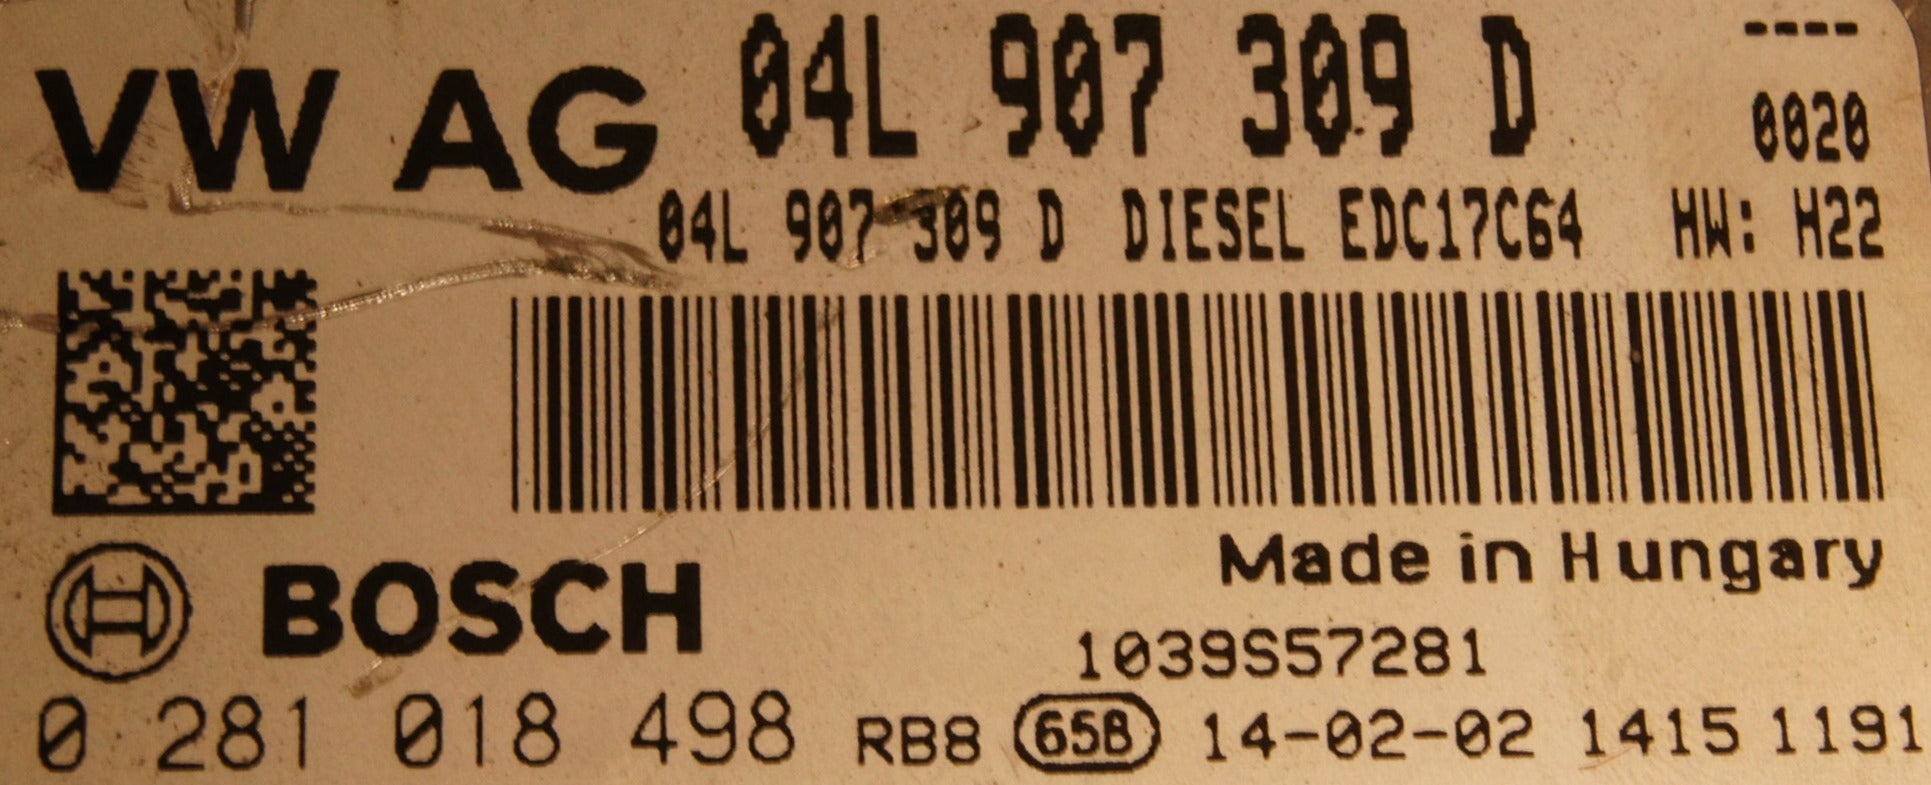 ----
VW AG 04L 907 309 D 0020
04L 907 309 D DIESEL EDC17C64 HW: H22
Made in Hungary
BOSCH
1039S57281
0 281 018 498 RB8 65B 14-02-02 1415 1191